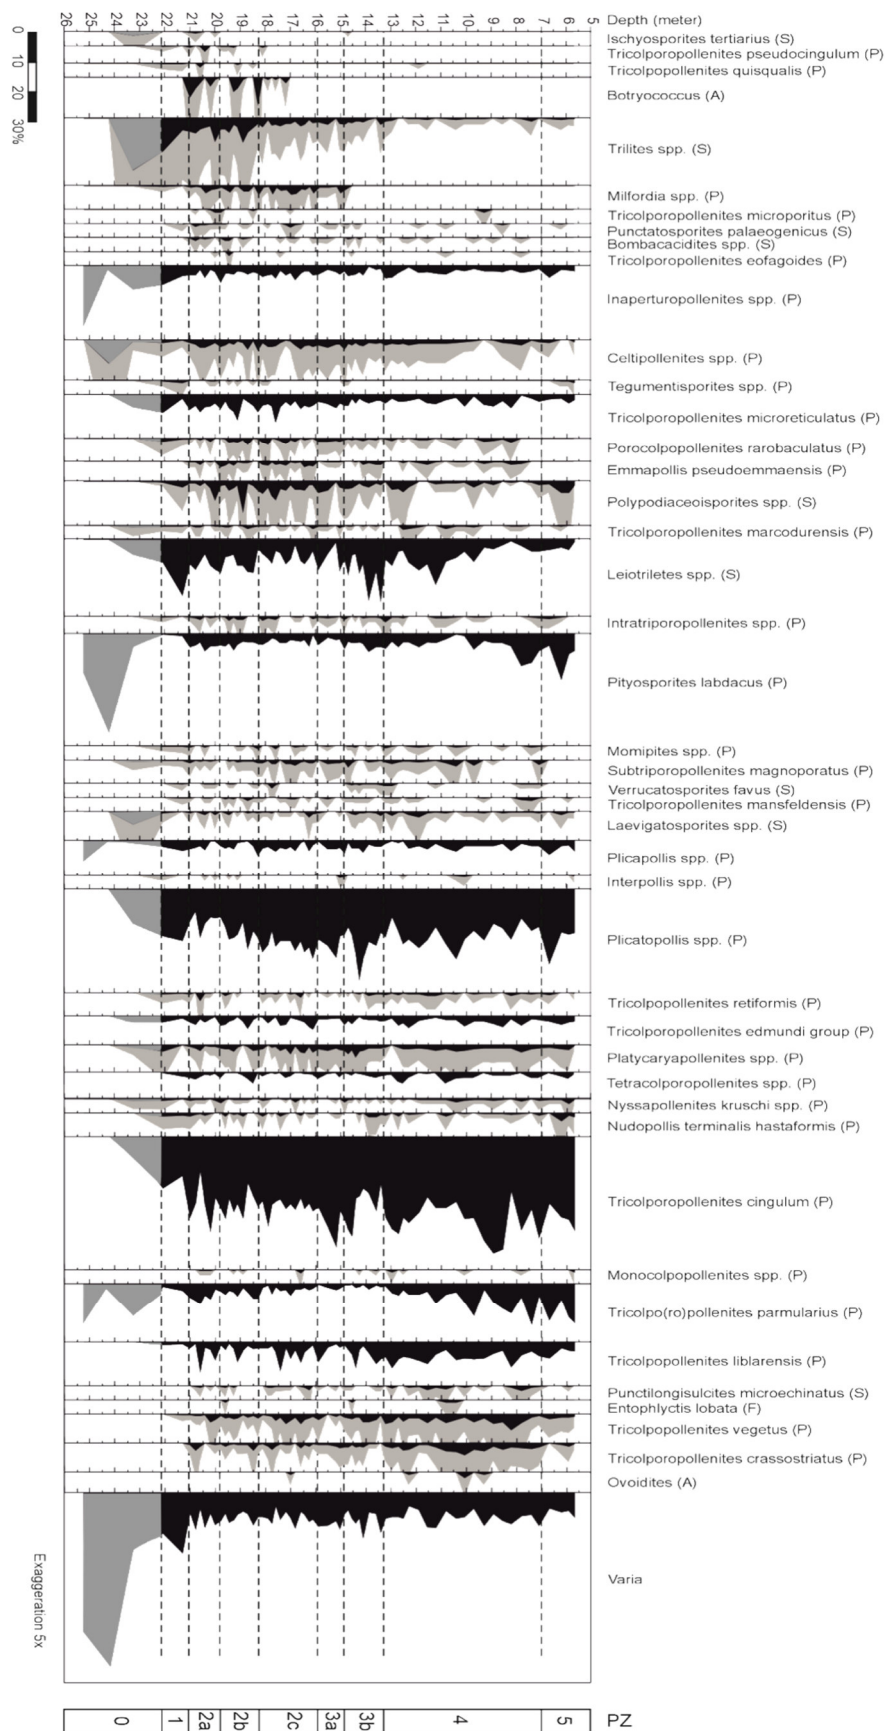 26 25 24 23 22 21 20 19 18 17 16 15 14 13 12 11 10 9 8 7 6 5 Depth (meter)
0 10 20 30%
Ischyosporites tertiarius (S)
Tricolporopollenites pseudocingulum (P)
Tricolpopollenites quisqualis (P)
Botryococcus (A)
Trilites spp. (S)
Milfordia spp. (P)
Tricolporopollenites microporitus (P)
Punctatosporites palaeogenicus (S)
Bombacacidites spp. (S)
Tricolporopollenites eofagoides (P)
Inaperturopollenites spp. (P)
Celtipollenites spp. (P)
Tegumentisporites spp. (P)
Tricolporopollenites microreticulatus (P)
Porocolpopollenites rarobaculatus (P)
Emmapollis pseudoemmaensis (P)
Polypodiaceoisporites spp. (S)
Tricolporopollenites marcodurensis (P)
Leiotriletes spp. (S)
Intratriporopollenites spp. (P)
Pityosporites labdacus (P)
Momipites spp. (P)
Subtriporopollenites magnoporatus (P)
Verrucatosporites favus (S)
Tricolporopollenites mansfeldensis (P)
Laevigatosporites spp. (S)
Plicapollis spp. (P)
Interpollis spp. (P)
Plicatopollis spp. (P)
Tricolpopollenites retiformis (P)
Tricolporopollenites edmundi group (P)
Platycaryapollenites spp. (P)
Tetracolporopollenites spp. (P)
Nyssapollenites kruschi spp. (P)
Nudopollis terminalis hastaformis (P)
Tricolporopollenites cingulum (P)
Monocolpopollenites spp. (P)
Tricolpo(ro)pollenites parmularius (P)
Tricolpopollenites liblarensis (P)
Punctilongisulcites microechinatus (S)
Entophlyctis lobata (F)
Tricolpopollenites vegetus (P)
Tricolporopollenites crassostriatus (P)
Ovoidites (A)
Varia
Exaggeration 5x
0 1 2a 2b 2c 3a 3b 4 5 PZ